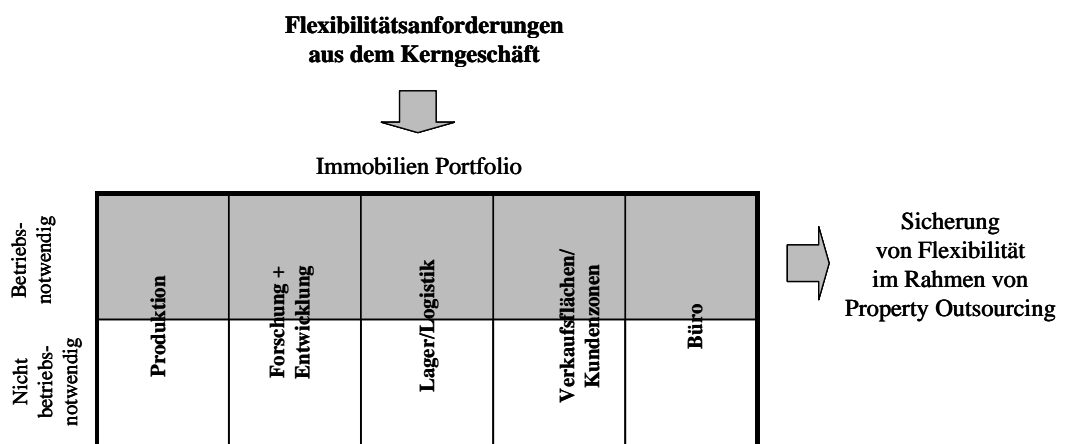 Flexibilitätsanforderungen
aus dem Kerngeschäft
Immobilien Portfolio
Betriebs-
notwendig
Nicht
betriebs-
notwendig
Produktion
Forschung +
Entwicklung
Lager/Logistik
Verkaufsflächen/
Kundenzonen
Büro
Sicherung
von Flexibilität
im Rahmen von
Property Outsourcing